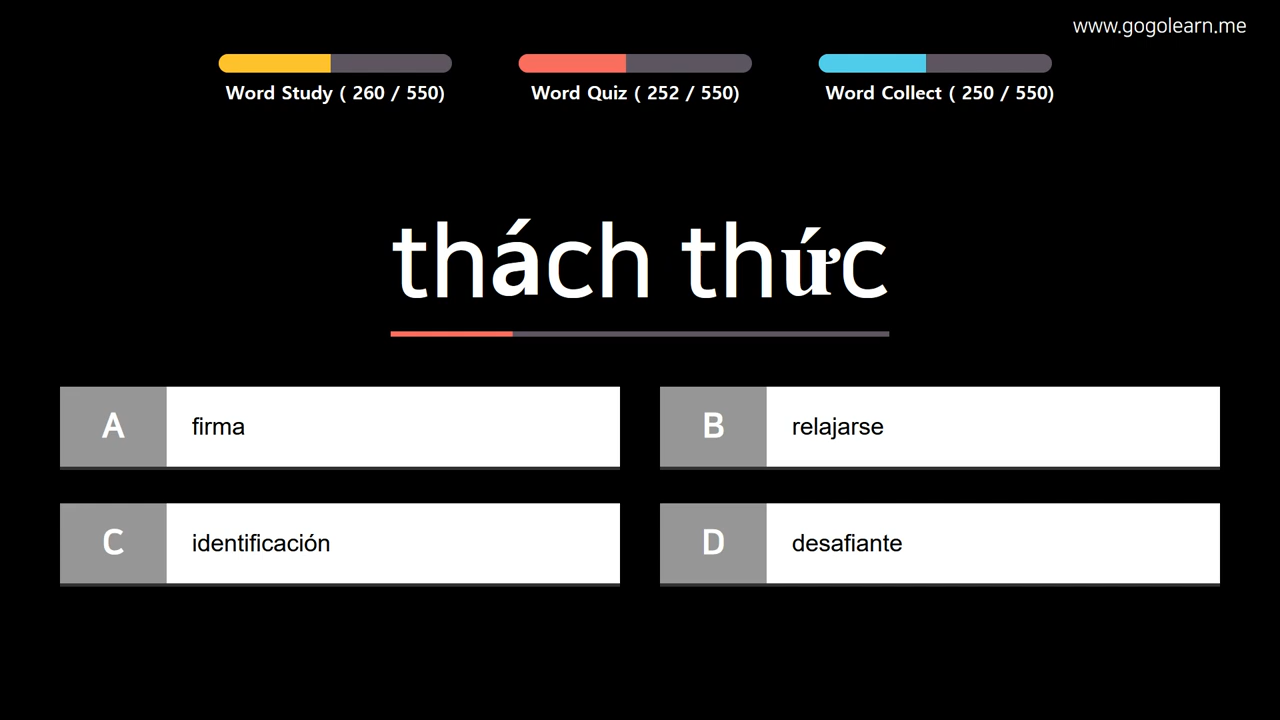 www.gogolearn.me
Word Study ( 260 / 550)
Word Quiz ( 252 / 550)
Word Collect ( 250 / 550)
thách thức
A firma
B relajarse
C identificación
D desafiante